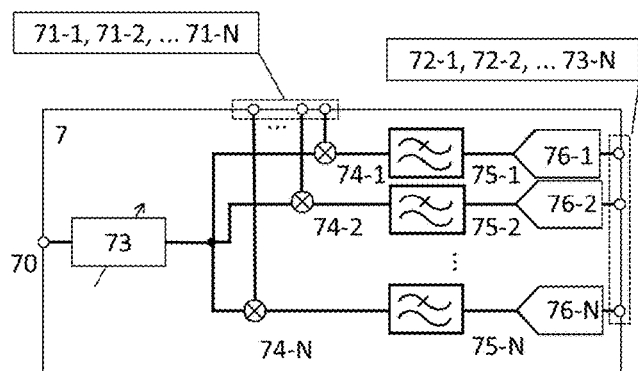 71-1, 71-2, ... 71-N
72-1, 72-2, ... 73-N
7
...
74-1
75-1
76-1
73
70
74-2
75-2
76-2
...
74-N
75-N
76-N